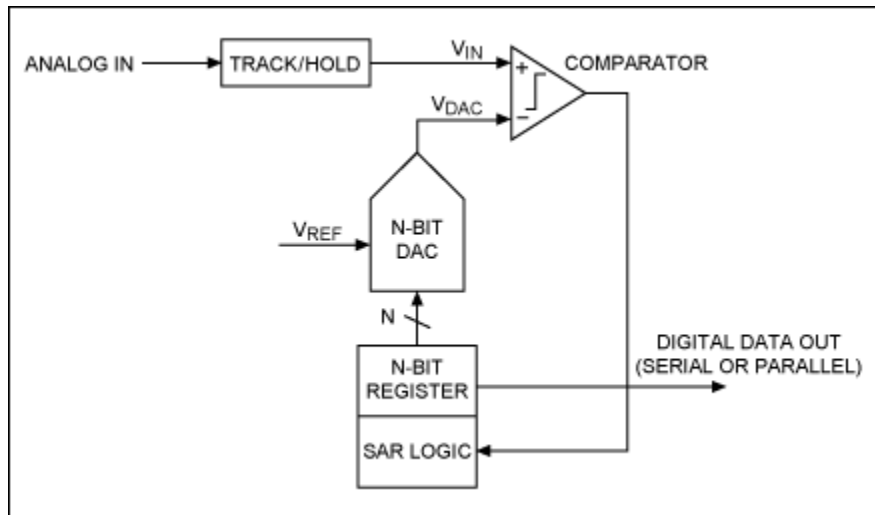 ANALOG IN
TRACK/HOLD
VIN
COMPARATOR
+
VDAC
−
VREF
N-BIT
DAC
N
N-BIT
REGISTER
DIGITAL DATA OUT
(SERIAL OR PARALLEL)
SAR LOGIC